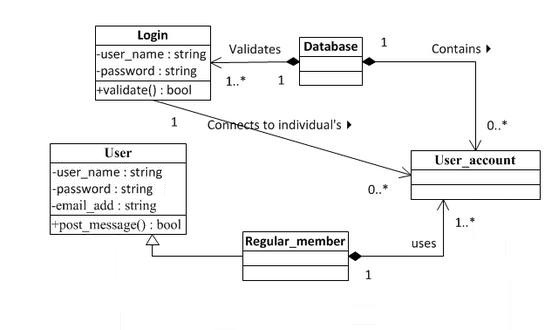 Login
-user_name : string
-password : string
+validate() : bool
Validates
1..*
1
Database
1
Contains
0..*
1
Connects to individual's
0..*
User_account
User
-user_name : string
-password : string
-email_add : string
+post_message() : bool
Regular_member
1
uses
1..*